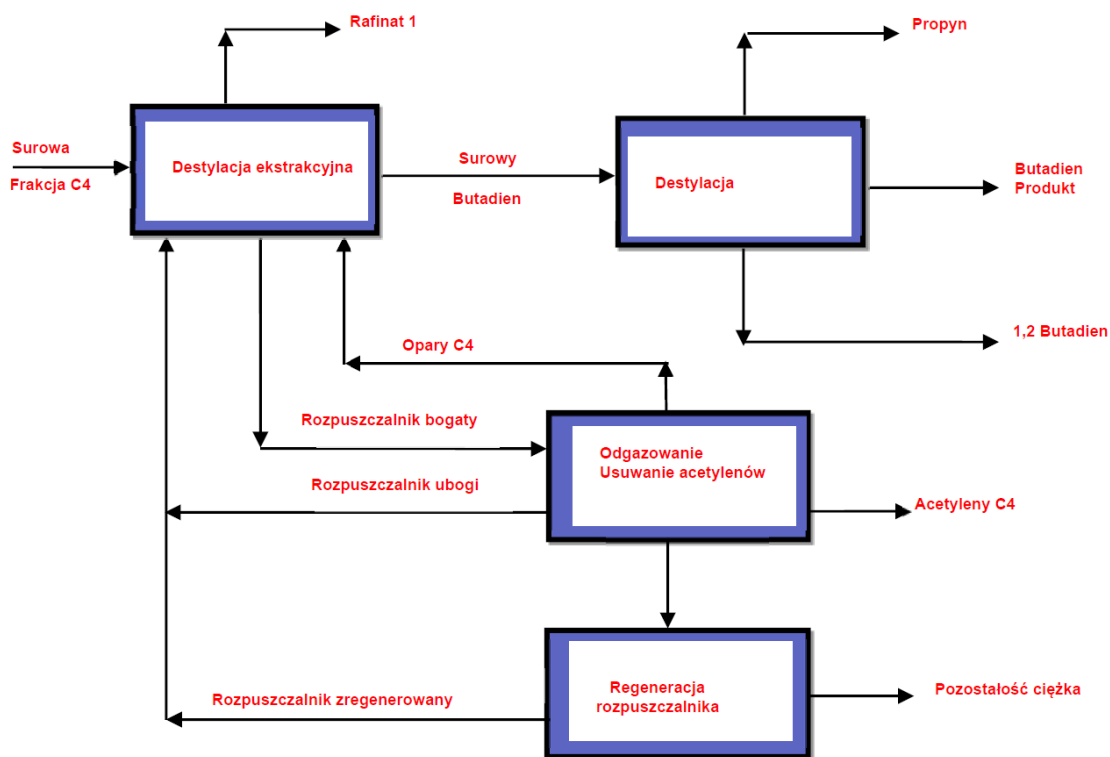 Rafinat 1
Propyn
Surowa
Frakcja C4
Destylacja ekstrakcyjna
Surowy
Butadien
Destylacja
Butadien
Produkt
1,2 Butadien
Opary C4
Rozpuszczalnik bogaty
Odgazowanie
Usuwanie acetylenów
Rozpuszczalnik ubogi
Acetyleny C4
Regeneracja
rozpuszczalnika
Rozpuszczalnik zregenerowany
Pozostałość ciężka